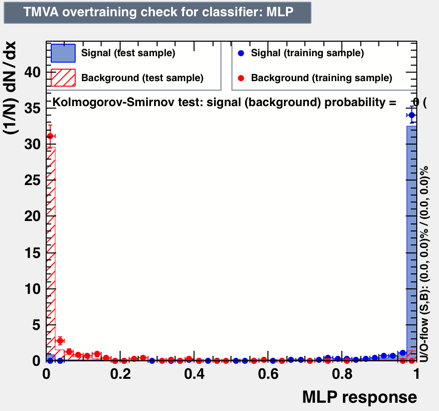 TMVA overtraining check for classifier: MLP
Signal (test sample)
Background (test sample)
Signal (training sample)
Background (training sample)
Kolmogorov-Smirnov test: signal (background) probability = 0 (
(1/N) dN / dx
40
35
30
25
20
15
10
5
0
0 0.2 0.4 0.6 0.8 1
MLP response
U/O-flow (S,B): (0.0, 0.0)% / (0.0, 0.0)%